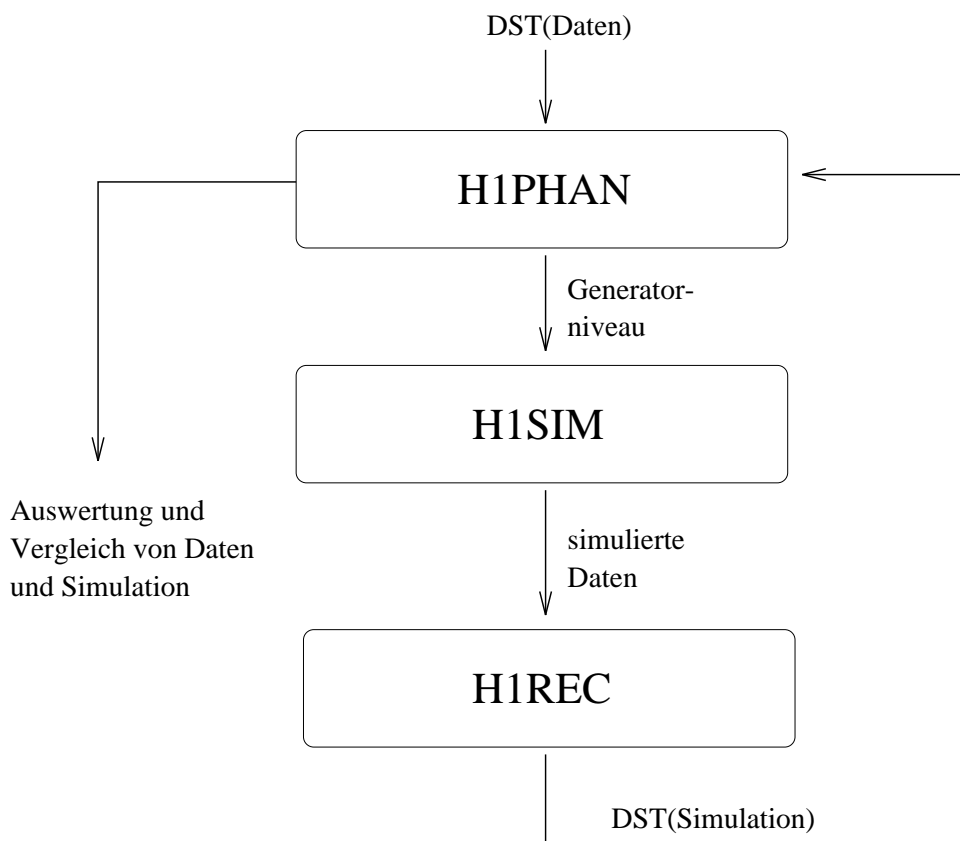 DST(Daten)
H1PHAN
Generator-
niveau
H1SIM
Auswertung und
Vergleich von Daten
und Simulation
simulierte
Daten
H1REC
DST(Simulation)